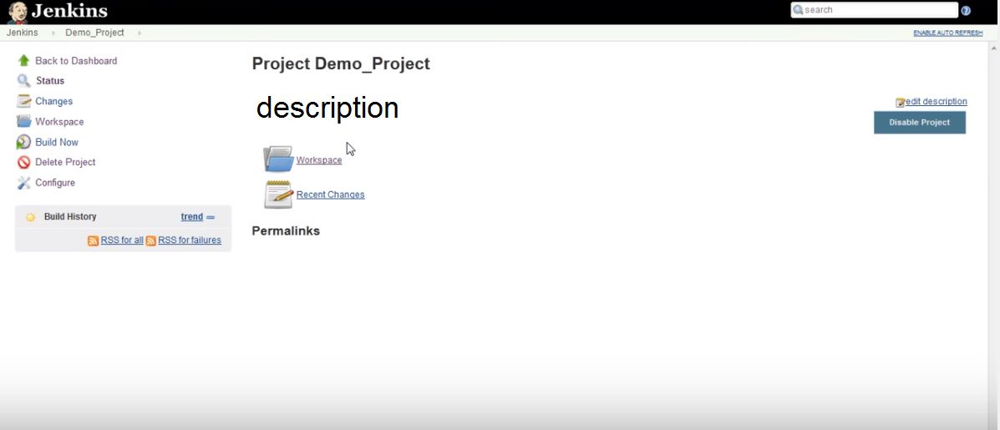 Jenkins
search
Jenkins Demo_Project
ENABLE AUTO REFRESH
Back to Dashboard
Status
Changes
Workspace
Build Now
Delete Project
Configure
Build History trend
RSS for all RSS for failures
Project Demo_Project
description
edit description
Disable Project
Workspace
Recent Changes
Permalinks